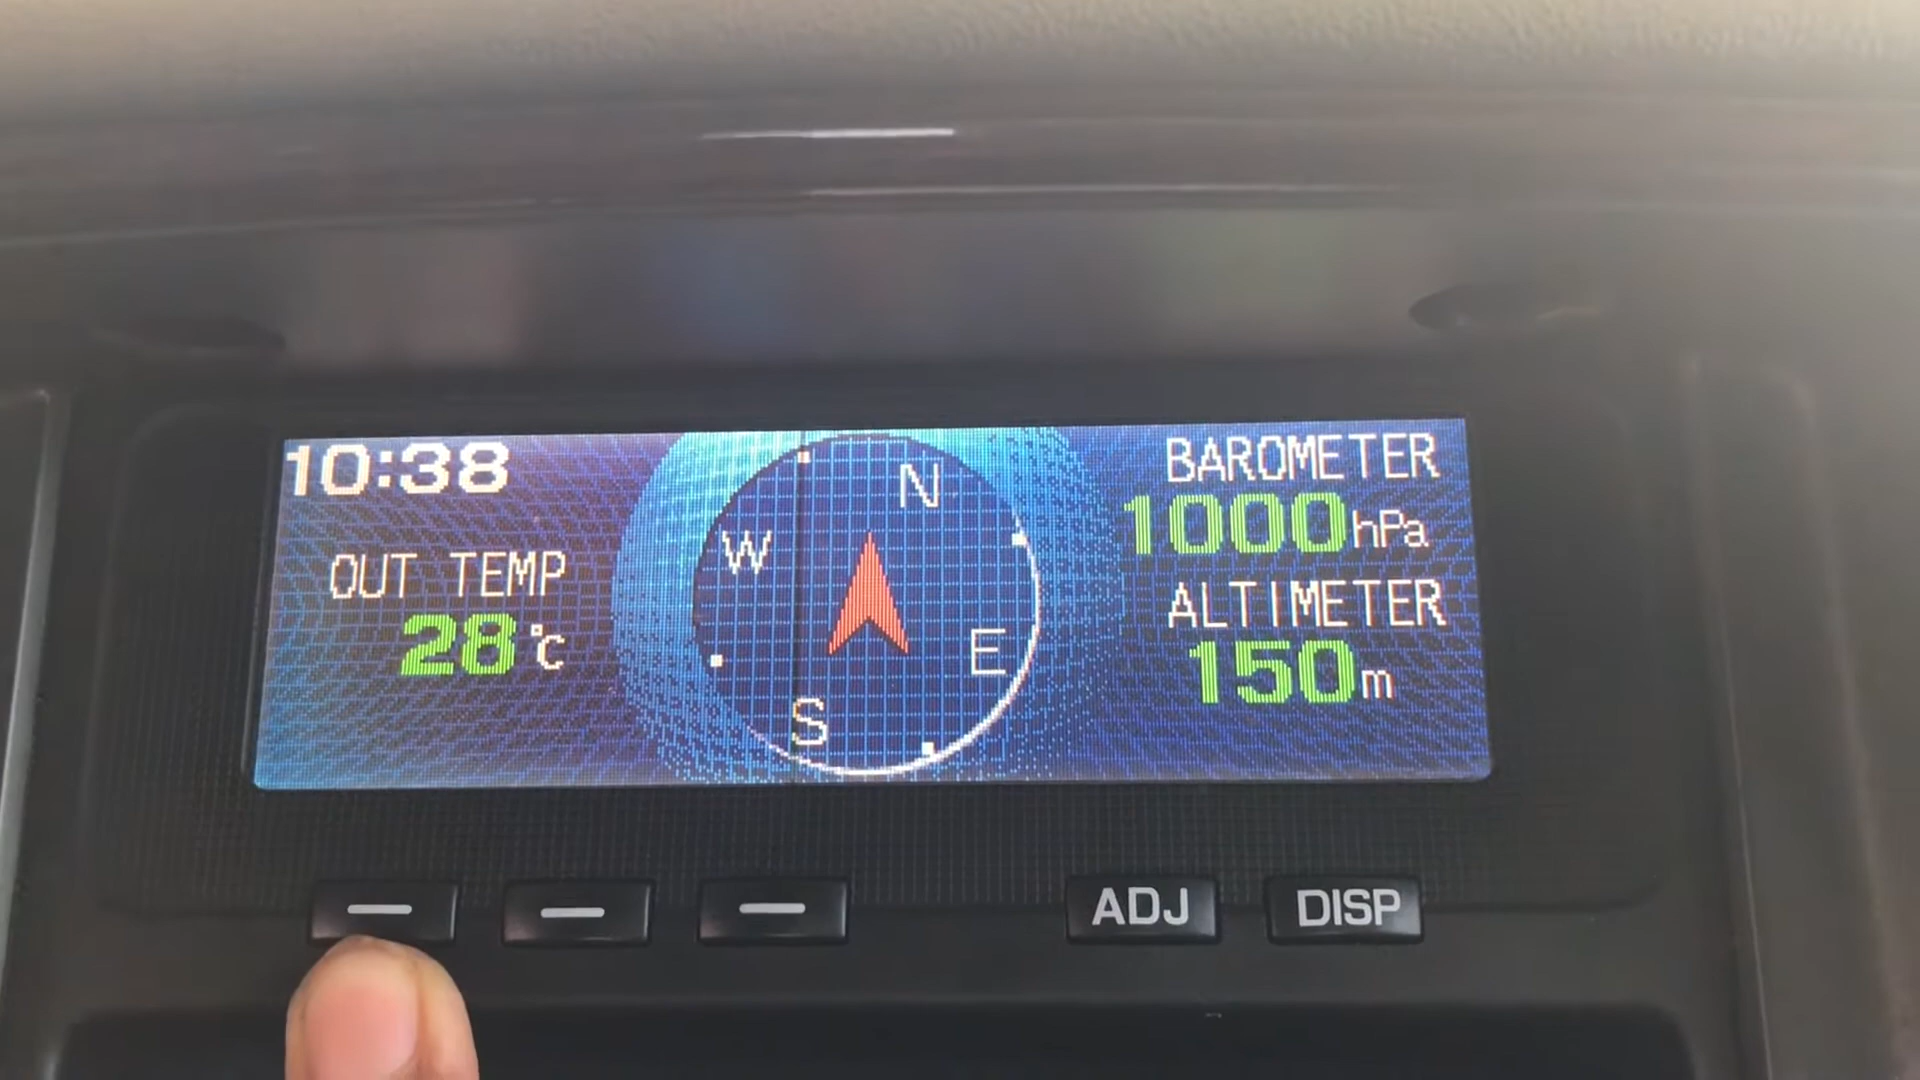 10:38
OUT TEMP
28℃
N
W
E
S
BAROMETER
1000hPa
ALTIMETER
150m
ADJ
DISP